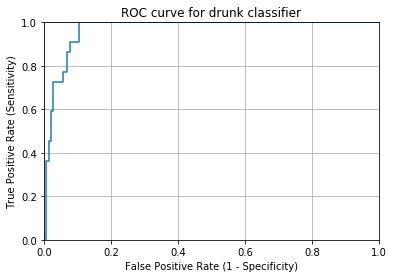 ROC curve for drunk classifier
1.0
0.8
0.6
0.4
0.2
0.0
True Positive Rate (Sensitivity)
0.0 0.2 0.4 0.6 0.8 1.0
False Positive Rate (1 - Specificity)